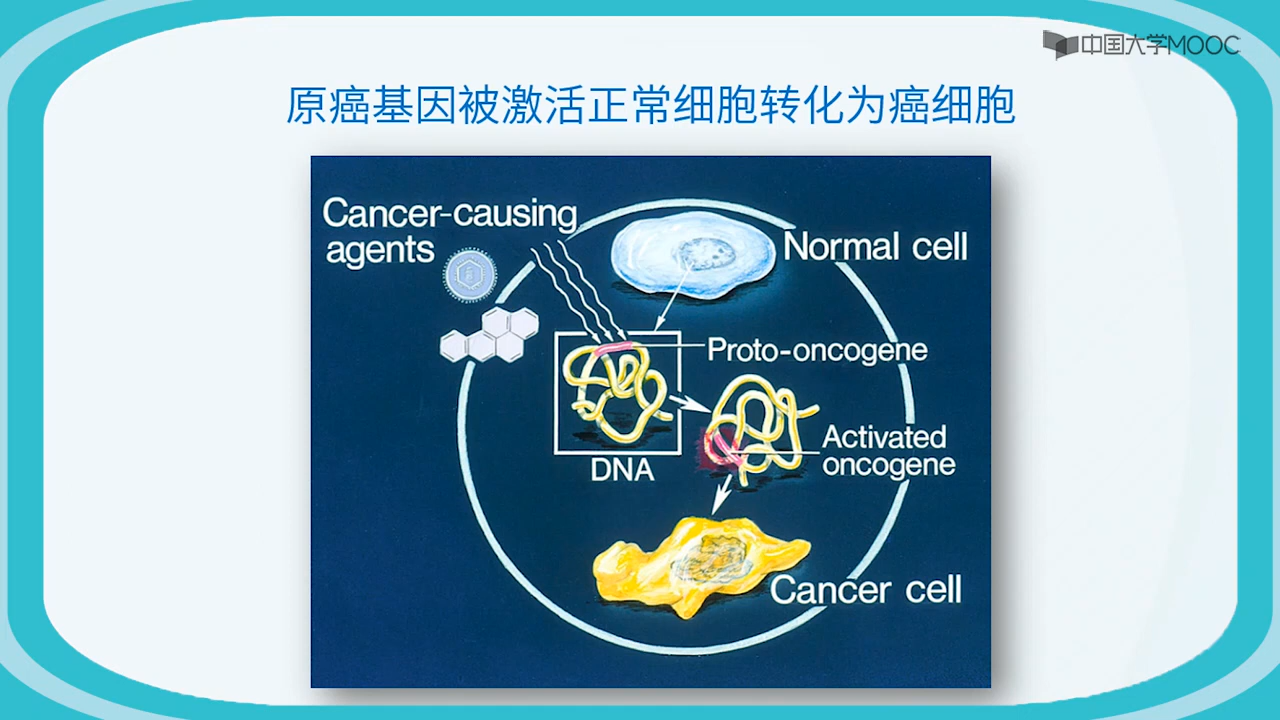 中国大学MOOC
原癌基因被激活正常细胞转化为癌细胞
Cancer-causing
agents
Normal cell
Proto-oncogene
Activated
oncogene
DNA
Cancer cell